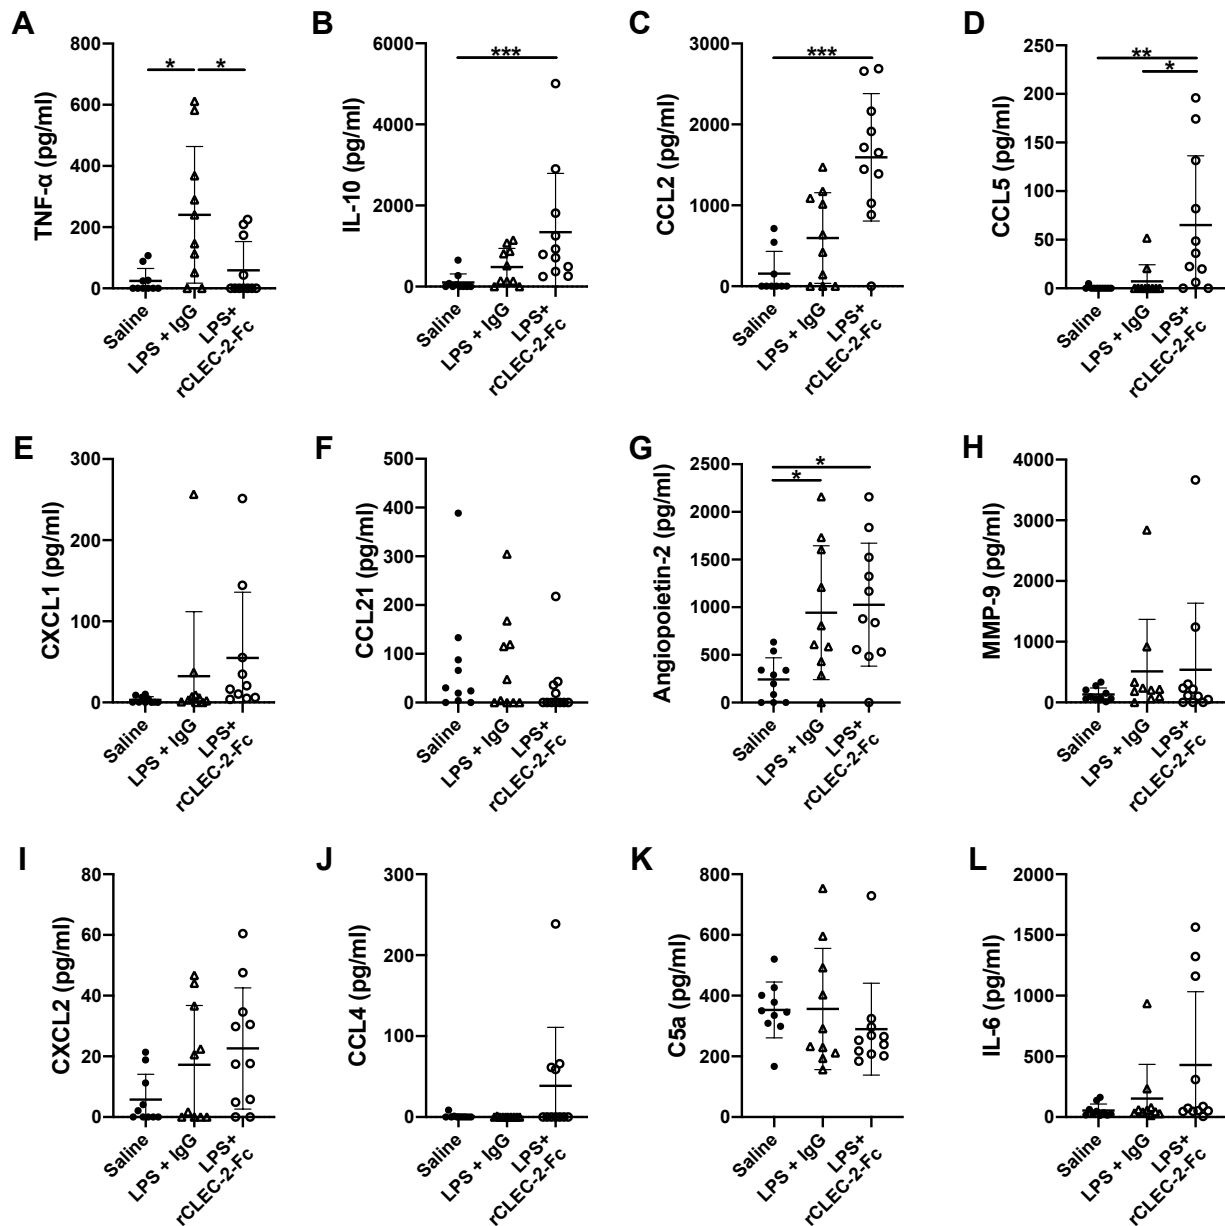 A
TNF-α (pg/ml)
800
600
400
200
0
*
*
Saline
LPS + IgG
LPS+
rCLEC-2-Fc
B
IL-10 (pg/ml)
6000
4000
2000
0
***
Saline
LPS + IgG
LPS+
rCLEC-2-Fc
C
CCL2 (pg/ml)
3000
2000
1000
0
***
Saline
LPS + IgG
LPS+
rCLEC-2-Fc
D
CCL5 (pg/ml)
250
200
150
100
50
0
**
*
Saline
LPS + IgG
LPS+
rCLEC-2-Fc
E
CXCL1 (pg/ml)
300
200
100
0
Saline
LPS + IgG
LPS+
rCLEC-2-Fc
F
CCL21 (pg/ml)
500
400
300
200
100
0
Saline
LPS + IgG
LPS+
rCLEC-2-Fc
G
Angiopoietin-2 (pg/ml)
2500
2000
1500
1000
500
0
*
*
Saline
LPS + IgG
LPS+
rCLEC-2-Fc
H
MMP-9 (pg/ml)
4000
3000
2000
1000
0
Saline
LPS + IgG
LPS+
rCLEC-2-Fc
I
CXCL2 (pg/ml)
80
60
40
20
0
Saline
LPS + IgG
LPS+
rCLEC-2-Fc
J
CCL4 (pg/ml)
300
200
100
0
Saline
LPS + IgG
LPS+
rCLEC-2-Fc
K
C5a (pg/ml)
800
600
400
200
0
Saline
LPS + IgG
LPS+
rCLEC-2-Fc
L
IL-6 (pg/ml)
2000
1500
1000
500
0
Saline
LPS + IgG
LPS+
rCLEC-2-Fc